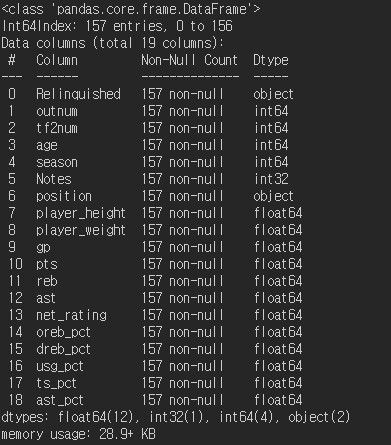 <class 'pandas.core.frame.DataFrame'>
Int64Index: 157 entries, 0 to 156
Data columns (total 19 columns):
 #   Column         Non-Null Count  Dtype
---  ------         --------------  -----
 0   Relinquished   157 non-null    object
 1   outnum         157 non-null    int64
 2   tf2num         157 non-null    int64
 3   age            157 non-null    int64
 4   season         157 non-null    int64
 5   Notes          157 non-null    int32
 6   position       157 non-null    object
 7   player_height  157 non-null    float64
 8   player_weight  157 non-null    float64
 9   gp             157 non-null    float64
 10  pts            157 non-null    float64
 11  reb            157 non-null    float64
 12  ast            157 non-null    float64
 13  net_rating     157 non-null    float64
 14  oreb_pct       157 non-null    float64
 15  dreb_pct       157 non-null    float64
 16  usg_pct        157 non-null    float64
 17  ts_pct         157 non-null    float64
 18  ast_pct        157 non-null    float64
dtypes: float64(12), int32(1), int64(4), object(2)
memory usage: 28.9+ KB